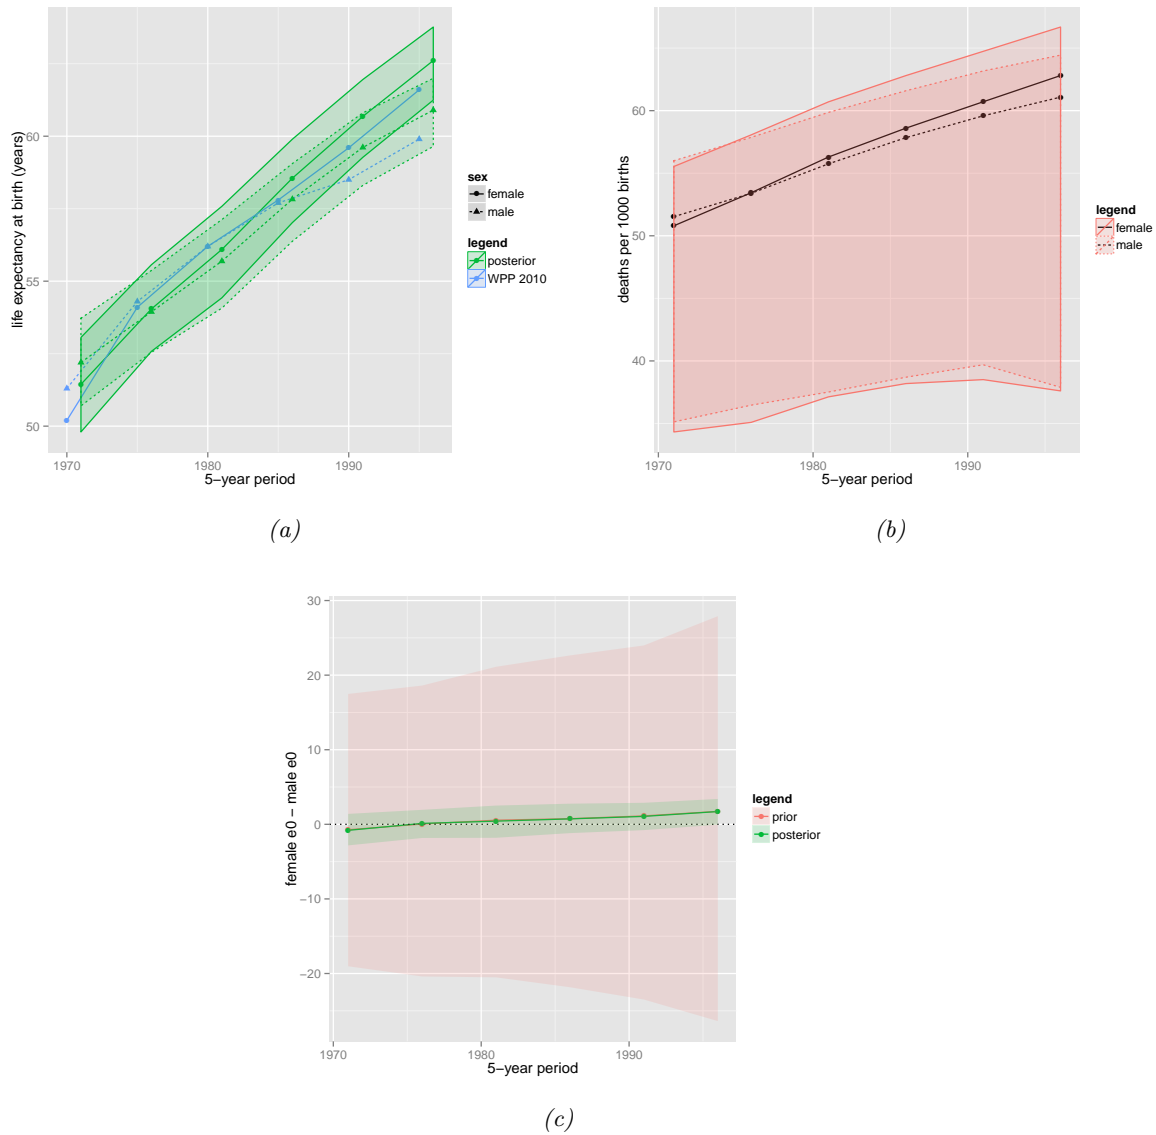 life expectancy at birth (years)
60
55
50
1970
1980
1990
5−year period
sex
female
male
legend
posterior
WPP 2010
(a)
deaths per 1000 births
60
50
40
1970
1980
1990
5−year period
legend
female
male
(b)
female e0 − male e0
30
20
10
0
−10
−20
1970
1980
1990
5−year period
legend
prior
posterior
(c)